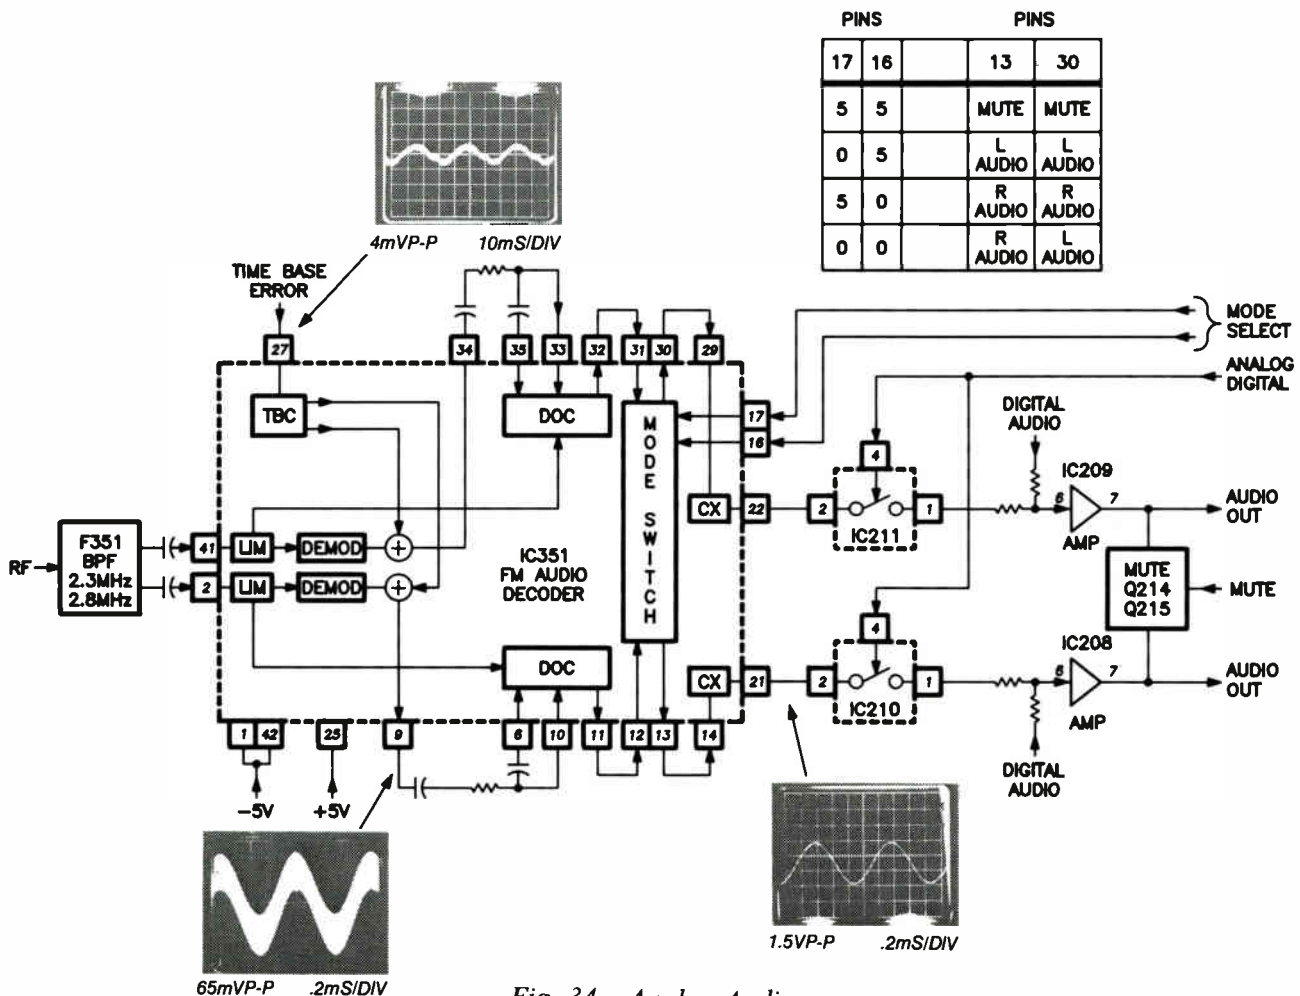 PINS PINS
17 16 13 30
5 5 MUTE MUTE
0 5 L AUDIO L AUDIO
5 0 R AUDIO R AUDIO
0 0 R AUDIO L AUDIO
4mVP-P 10mS/DIV
TIME BASE
ERROR
27 34 35 33 32 31 30 29
MODE
SELECT
ANALOG
DIGITAL
TBC
DOC
MODE SWITCH
17
16
DIGITAL
AUDIO
4
CX
22
2
1
IC211
6
IC209
7
AMP
AUDIO
OUT
RF
F351
BPF
2.3MHz
2.8MHz
41
LIM
DEMOD
+
2
LIM
DEMOD
+
IC351
FM AUDIO
DECODER
MUTE
Q214
Q215
MUTE
DOC
4
CX
21
2
1
IC210
6
IC208
7
AMP
AUDIO
OUT
DIGITAL
AUDIO
1 42 25 9 6 10 11 12 13 14
-5V +5V
65mVP-P .2mS/DIV
1.5VP-P .2mS/DIV